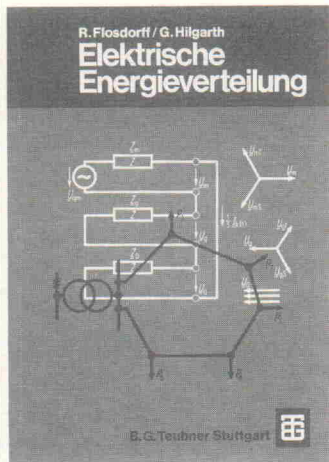 R. Flosdorff / G. Hilgarth
Elektrische
Energieverteilung
B. G. Teubner Stuttgart